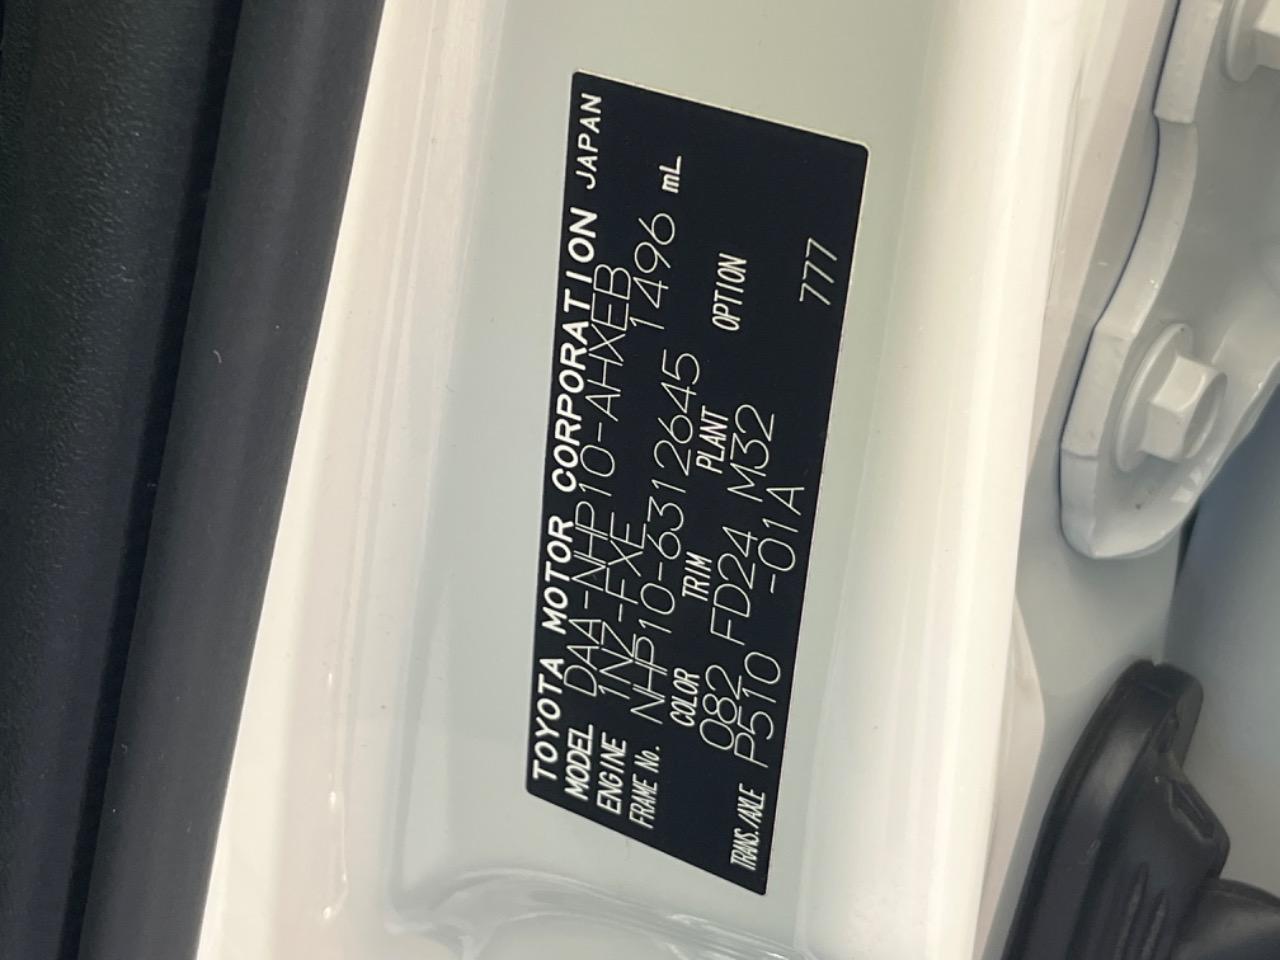 TOYOTA MOTOR CORPORATION JAPAN
MODEL DAA-NHP10-AHXEB
ENGINE 1NZ-FXE 1496 mL
FRAME No. NHP10-6312645
COLOR TRIM PLANT OPTION
082 FD24 M32
TRANS./AXLE P510 -01A 777